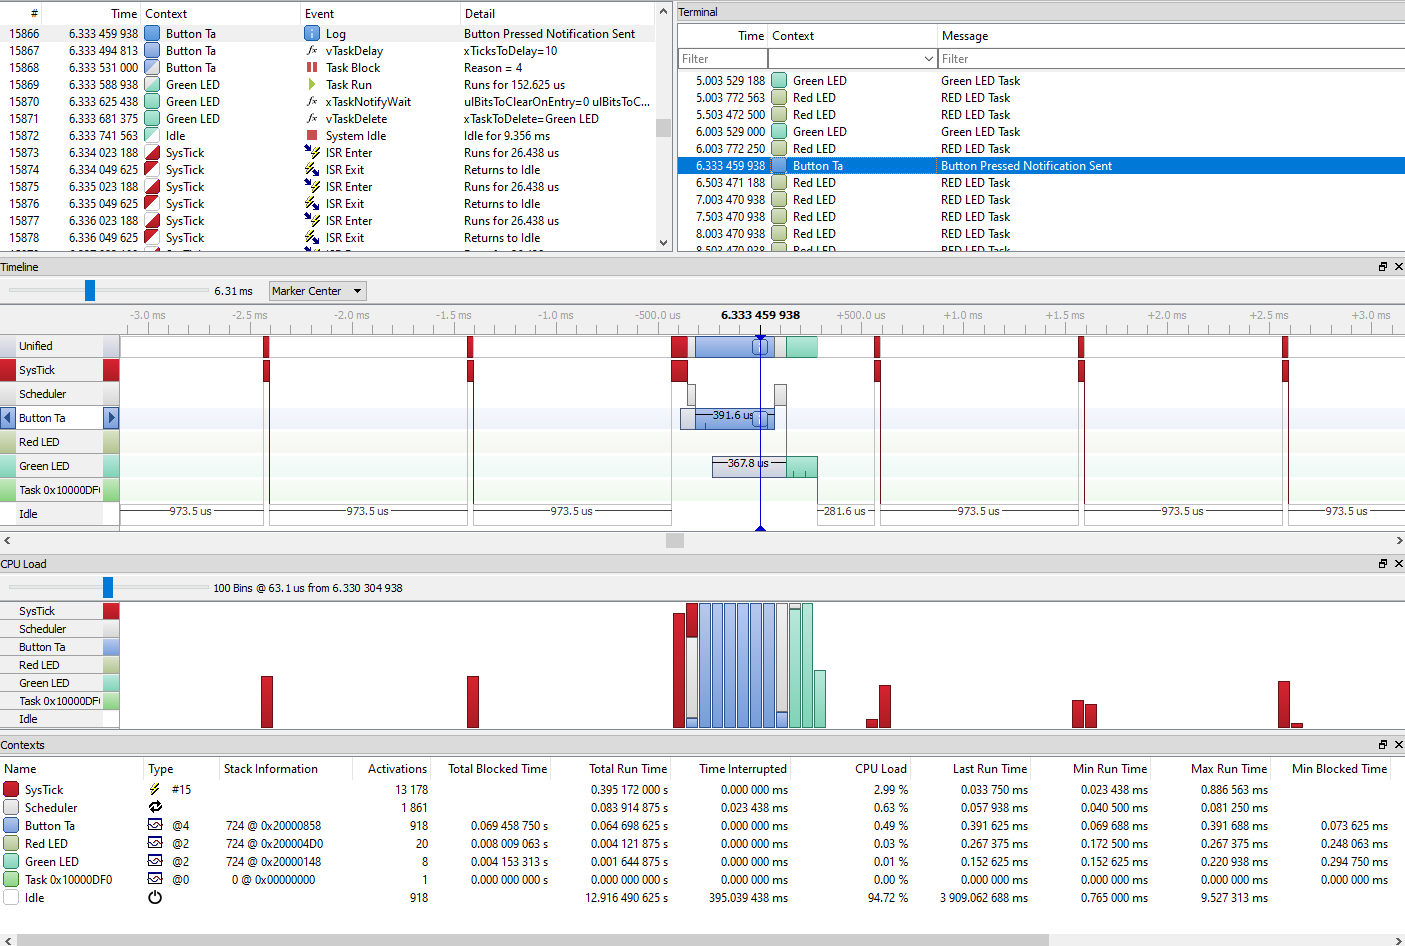 # Time Context Event Detail
15866 6.333 459 938 Button Ta Log Button Pressed Notification Sent
15867 6.333 494 813 Button Ta fx vTaskDelay xTicksToDelay=10
15868 6.333 531 000 Button Ta Task Block Reason = 4
15869 6.333 588 938 Green LED Task Run Runs for 152.625 us
15870 6.333 625 438 Green LED fx xTaskNotifyWait ulBitsToClearOnEntry=0 ulBitsToC...
15871 6.333 681 375 Green LED fx vTaskDelete xTaskToDelete=Green LED
15872 6.333 741 563 Idle System Idle Idle for 9.356 ms
15873 6.334 023 188 SysTick ISR Enter Runs for 26.438 us
15874 6.334 049 625 SysTick ISR Exit Returns to Idle
15875 6.335 023 188 SysTick ISR Enter Runs for 26.438 us
15876 6.335 049 625 SysTick ISR Exit Returns to Idle
15877 6.336 023 188 SysTick ISR Enter Runs for 26.438 us
15878 6.336 049 625 SysTick ISR Exit Returns to Idle
Terminal
Time Context Message
Filter Filter
5.003 529 188 Green LED Green LED Task
5.003 772 563 Red LED RED LED Task
5.503 472 500 Red LED RED LED Task
6.003 529 000 Green LED Green LED Task
6.003 772 250 Red LED RED LED Task
6.333 459 938 Button Ta Button Pressed Notification Sent
6.503 471 188 Red LED RED LED Task
7.003 470 938 Red LED RED LED Task
7.503 470 938 Red LED RED LED Task
8.003 470 938 Red LED RED LED Task
8.503 470 938 Red LED RED LED Task
Timeline
6.31 ms Marker Center
-3.0 ms -2.5 ms -2.0 ms -1.5 ms -1.0 ms -500.0 us 6.333 459 938 +500.0 us +1.0 ms +1.5 ms +2.0 ms +2.5 ms +3.0 ms
Unified
SysTick
Scheduler
Button Ta 391.6 us
Red LED
Green LED 367.8 us
Task 0x10000DF(
Idle 973.5 us 973.5 us 973.5 us 281.6 us 973.5 us 973.5 us 973.5 us
CPU Load
100 Bins @ 63.1 us from 6.330 304 938
SysTick
Scheduler
Button Ta
Red LED
Green LED
Task 0x10000DF(
Idle
Contexts
Name Type Stack Information Activations Total Blocked Time Total Run Time Time Interrupted CPU Load Last Run Time Min Run Time Max Run Time Min Blocked Time
SysTick #15 13 178 0.395 172 000 s 0.000 000 ms 2.99 % 0.033 750 ms 0.023 438 ms 0.886 563 ms
Scheduler 1 861 0.083 914 875 s 0.023 438 ms 0.63 % 0.057 938 ms 0.040 500 ms 0.081 250 ms
Button Ta @4 724 @ 0x20000858 918 0.069 458 750 s 0.064 698 625 s 0.000 000 ms 0.49 % 0.391 625 ms 0.069 688 ms 0.391 688 ms 0.073 625 ms
Red LED @2 724 @ 0x200004D0 20 0.008 009 063 s 0.004 121 875 s 0.000 000 ms 0.03 % 0.267 375 ms 0.172 500 ms 0.267 375 ms 0.248 063 ms
Green LED @2 724 @ 0x20000148 8 0.004 153 313 s 0.001 644 875 s 0.000 000 ms 0.01 % 0.152 625 ms 0.152 625 ms 0.220 938 ms 0.294 750 ms
Task 0x10000DF0 @0 0 @ 0x00000000 1 0.000 000 000 s 0.000 000 000 s 0.000 000 ms 0.00 % 0.000 000 ms 0.000 000 ms 0.000 000 ms 0.000 000 ms
Idle 918 12.916 490 625 s 395.039 438 ms 94.72 % 3 909.062 688 ms 0.765 000 ms 9.527 313 ms